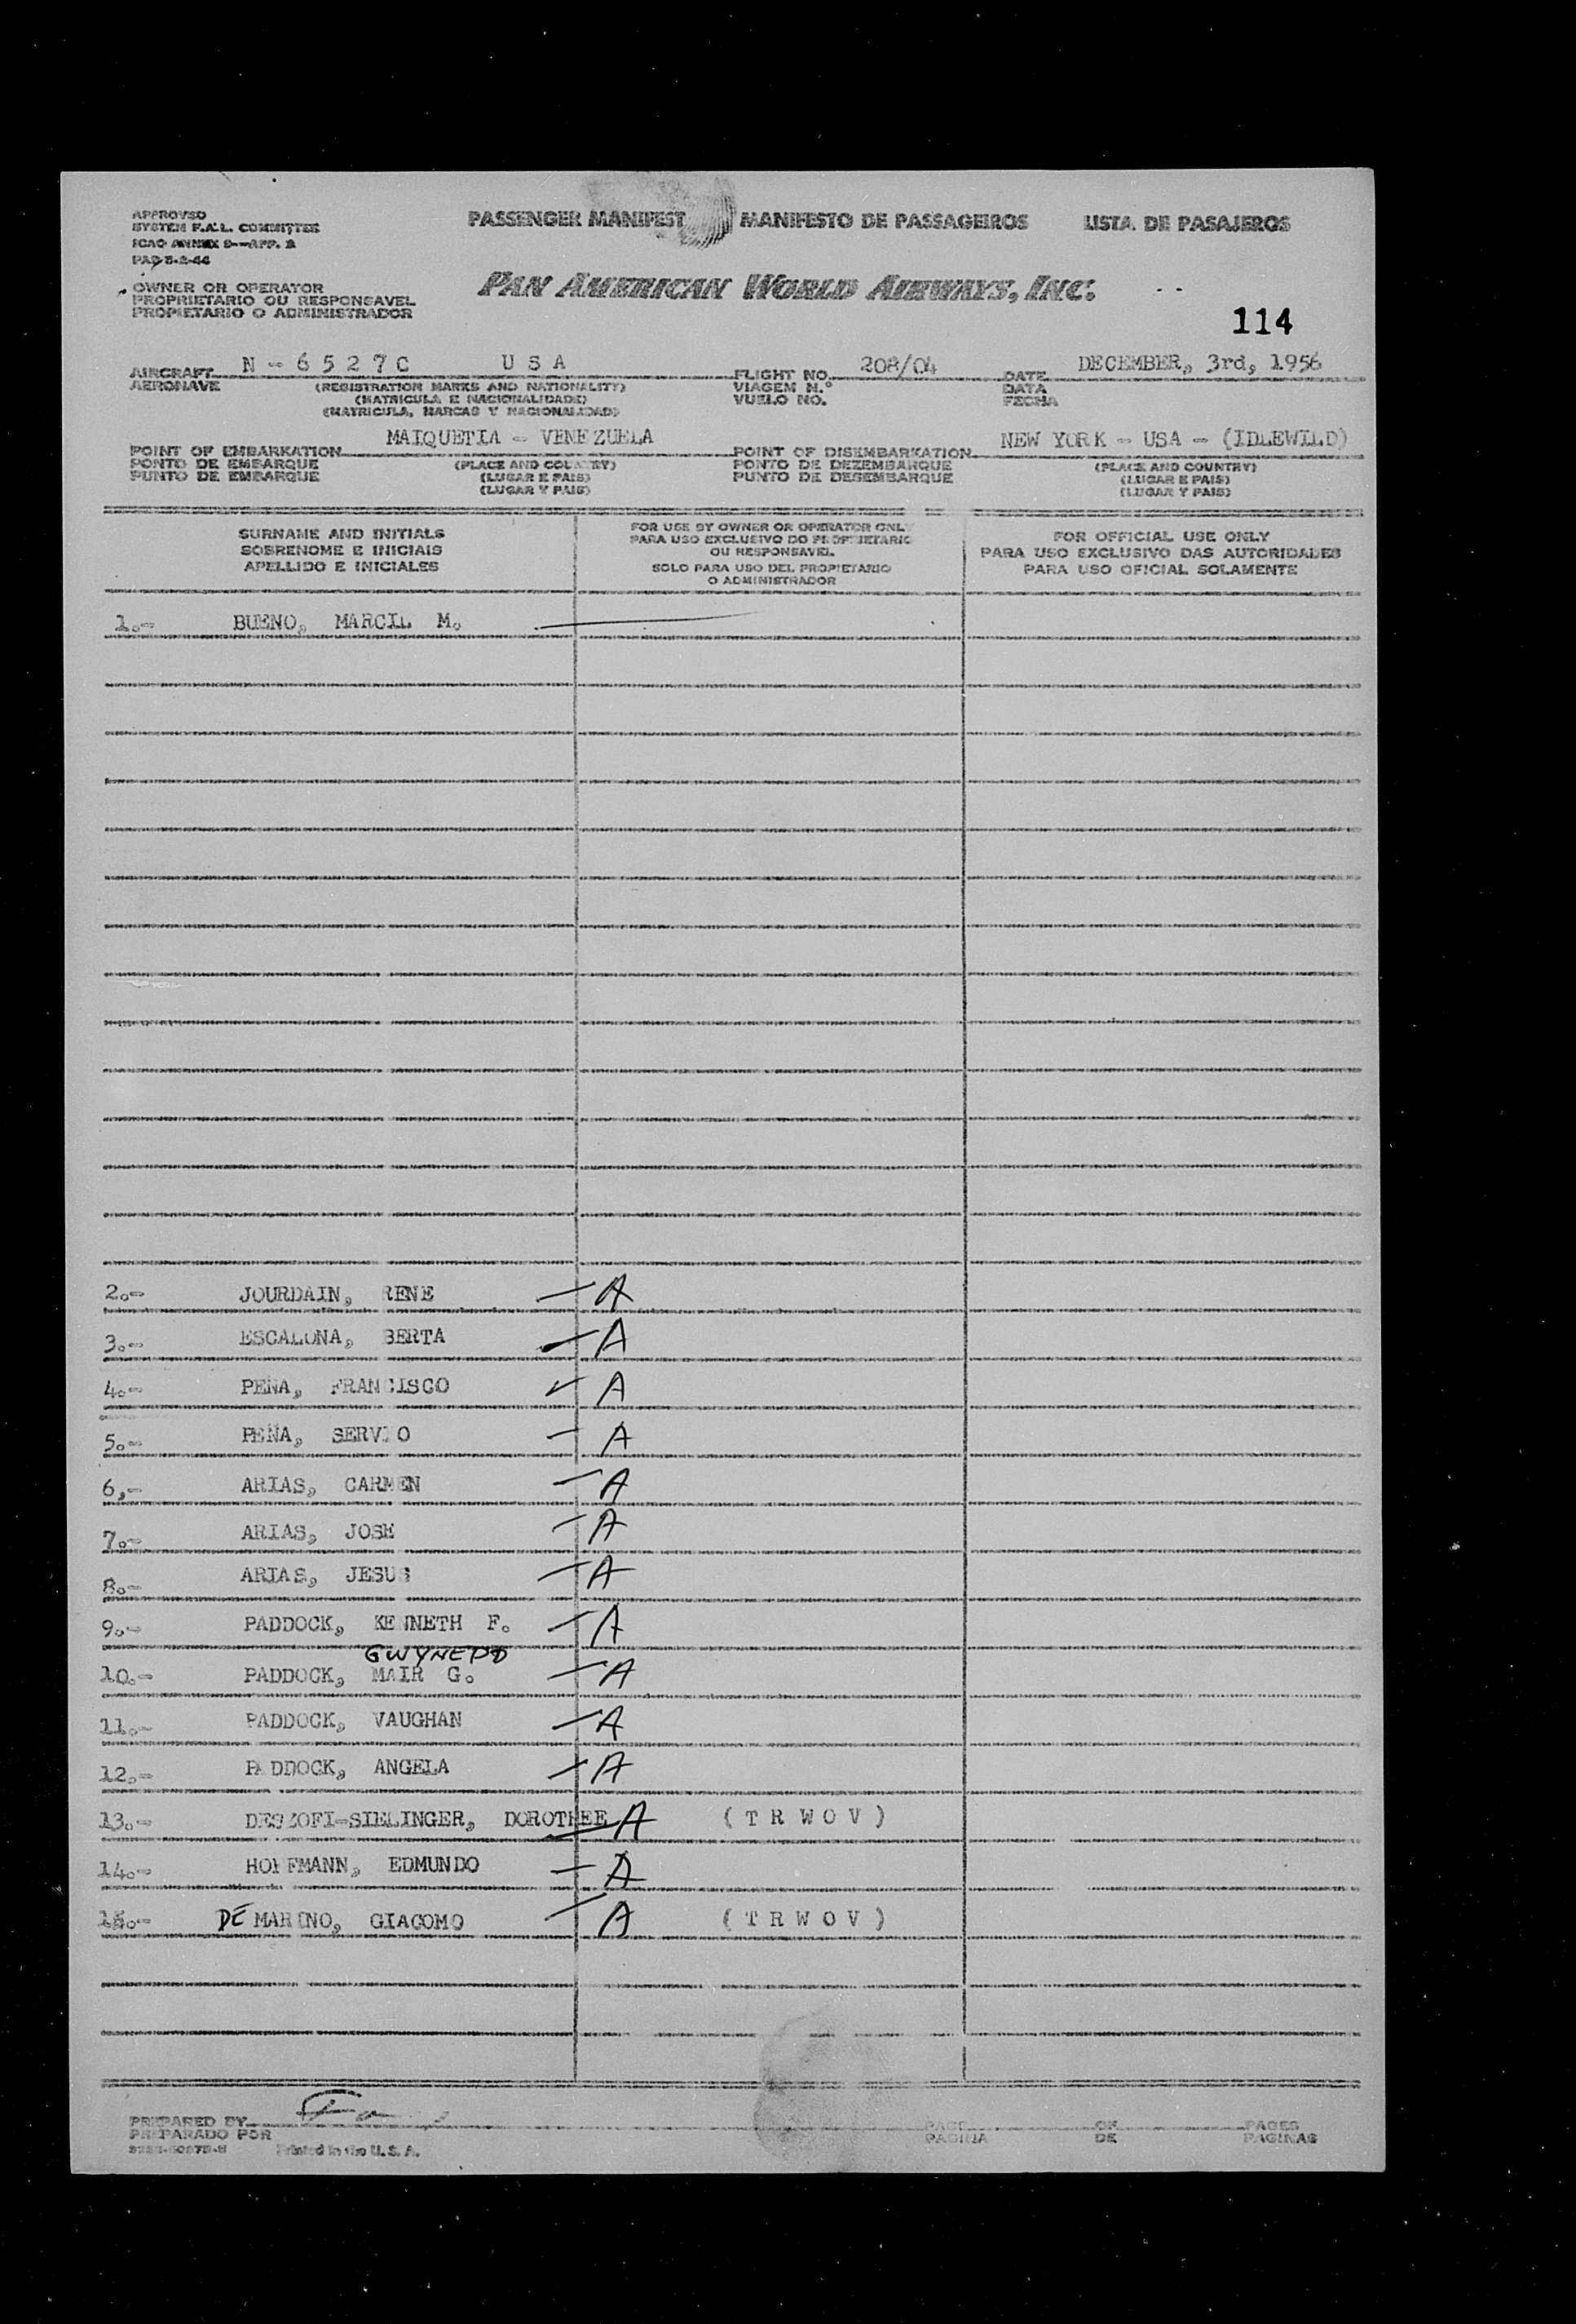 APPROVED
SYSTEM F.A.L. COMMITTEE
ICAO ANNEX 9--APP. 2
PAD 8-2-44
PASSENGER MANIFEST MANIFESTO DE PASSAGEIROS LISTA DE PASAJEROS
OWNER OR OPERATOR
PROPRIETARIO OU RESPONSAVEL
PROPIETARIO O ADMINISTRADOR
PAN AMERICAN WORLD AIRWAYS, INC.
114
AIRCRAFT N - 6 5 2 7 C U S A FLIGHT NO. 208/04 DATE DECEMBER, 3rd, 1956
AERONAVE (REGISTRATION MARKS AND NATIONALITY) VIAGEM N.° DATA
(MATRICULA E NACIONALIDADE) VUELO NO. FECHA
(MATRICULA, MARCAS Y NACIONALIDAD)
POINT OF EMBARKATION MAIQUETIA - VENEZUELA POINT OF DISEMBARKATION NEW YORK - USA - (IDLEWILD)
PONTO DE EMBARQUE (PLACE AND COUNTRY) PONTO DE DEZEMBARQUE (PLACE AND COUNTRY)
PUNTO DE EMBARQUE (LUGAR E PAIS) PUNTO DE DESEMBARQUE (LUGAR E PAIS)
(LUGAR Y PAIS) (LUGAR Y PAIS)
SURNAME AND INITIALS
SOBRENOME E INICIAIS
APELLIDO E INICIALES
FOR USE BY OWNER OR OPERATOR ONLY
PARA USO EXCLUSIVO DO PROPRIETARIO
OU RESPONSAVEL
SOLO PARA USO DEL PROPIETARIO
O ADMINISTRADOR
FOR OFFICIAL USE ONLY
PARA USO EXCLUSIVO DAS AUTORIDADES
PARA USO OFICIAL SOLAMENTE
1.- BUENO, MARCIL M.
2.- JOURDAIN, RENE A
3.- ESCALONA, BERTA A
4.- PEÑA, FRANCISCO A
5.- PEÑA, SERVIO A
6,- ARIAS, CARMEN A
7.- ARIAS, JOSE A
8.- ARIAS, JESUS A
9.- PADDOCK, KENNETH F. A
GWYNEDD
10.- PADDOCK, MAIR G. A
11.- PADDOCK, VAUGHAN A
12.- PADDOCK, ANGELA A
13.- DESZOFI-SIELINGER, DOROTHEE A ( T R W O V )
14.- HOFFMANN, EDMUNDO A
15.- DE MARINO, GIACOMO A ( T R W O V )
PREPARED BY PAGE OF PAGES
PREPARADO POR PAGINA DE PAGINAS
Printed in the U. S. A.